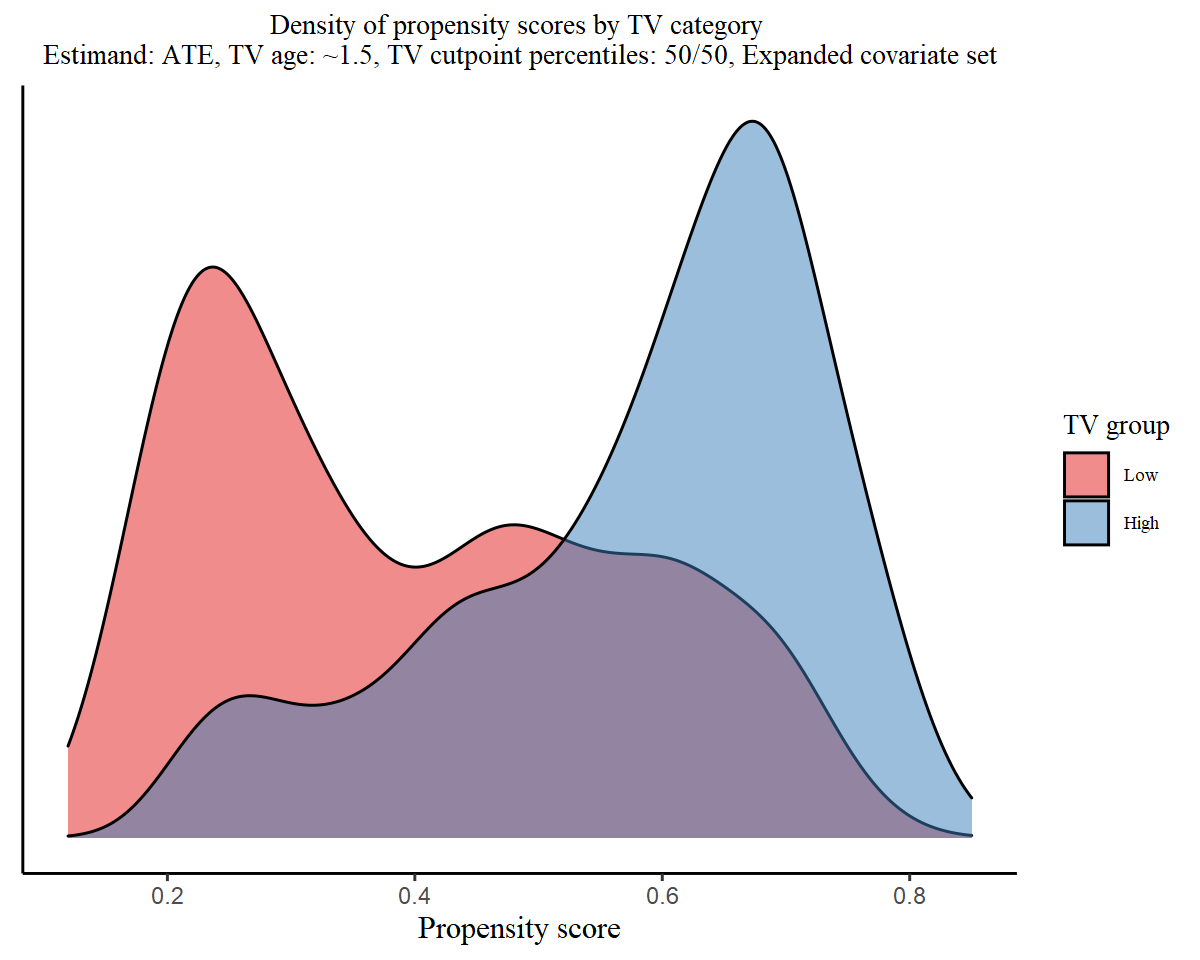 Density of propensity scores by TV category
Estimand: ATE, TV age: ~1.5, TV cutpoint percentiles: 50/50, Expanded covariate set
TV group
Low
High
0.2 0.4 0.6 0.8
Propensity score